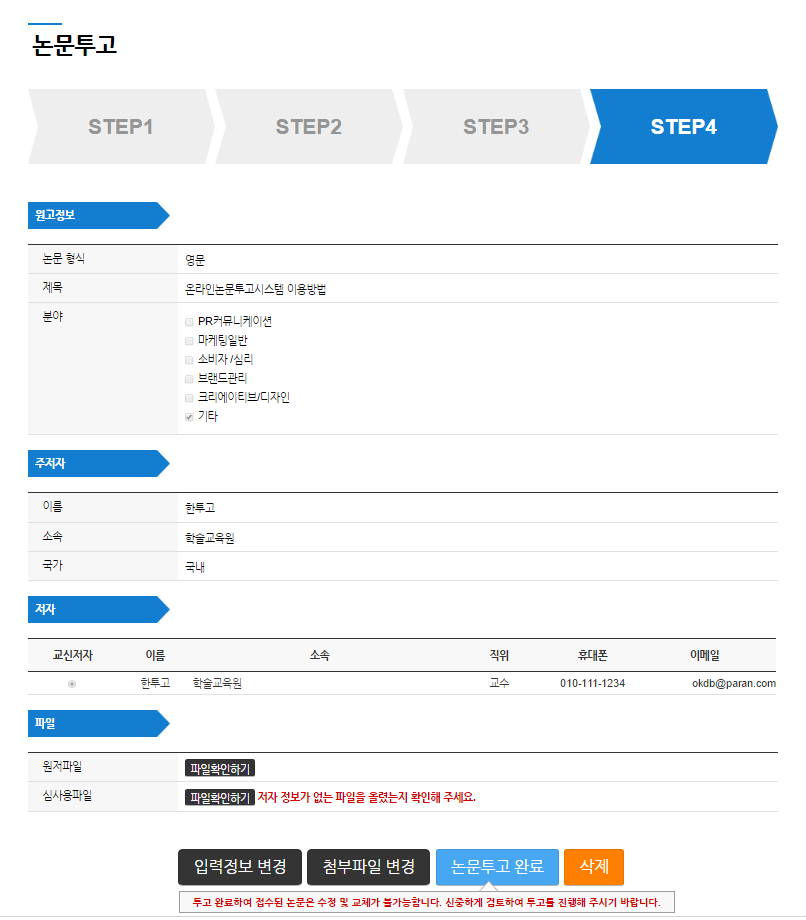 논문투고
STEP1 STEP2 STEP3 STEP4
원고정보
논문 형식 영문
제목 온라인논문투고시스템 이용방법
분야 PR커뮤니케이션
마케팅일반
소비자 /심리
브랜드관리
크리에이티브/디자인
기타
주저자
이름 한투고
소속 학술교육원
국가 국내
저자
교신저자 이름 소속 직위 휴대폰 이메일
한투고 학술교육원 교수 010-111-1234 okdb@paran.com
파일
원저파일 파일확인하기
심사용파일 파일확인하기 저자 정보가 없는 파일을 올렸는지 확인해 주세요.
입력정보 변경 첨부파일 변경 논문투고 완료 삭제
투고 완료하여 접수된 논문은 수정 및 교체가 불가능합니다. 신중하게 검토하여 투고를 진행해 주시기 바랍니다.